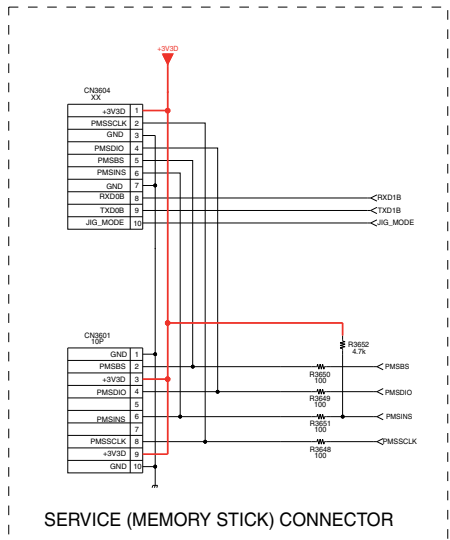 +3V3D
CN3604
XX
+3V3D 1
PMSSCLK 2
GND 3
PMSDIO 4
PMSBS 5
PMSINS 6
GND 7
RXD0B 8 RXD1B
TXD0B 9 TXD1B
JIG_MODE 10 JIG_MODE
CN3601
10P
R3652
4.7k
GND 1
PMSBS 2 PMSBS
R3650
100
+3V3D 3
PMSDIO 4 PMSDIO
R3649
100
5
PMSINS 6 PMSINS
R3651
100
7
PMSSCLK 8 PMSSCLK
R3648
100
+3V3D 9
GND 10
SERVICE (MEMORY STICK) CONNECTOR